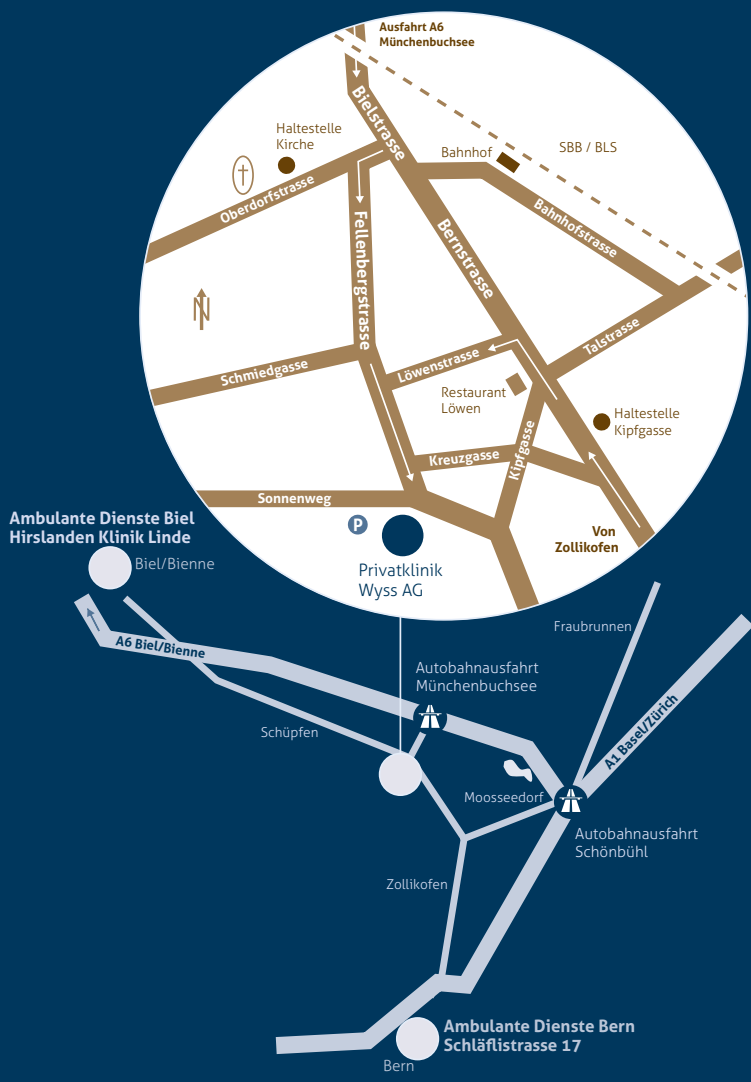 Ausfahrt A6
Münchenbuchsee
Bielstrasse
Haltestelle
Kirche
Bahnhof
SBB / BLS
Oberdorfstrasse
Fellenbergstrasse
Bernstrasse
Bahnhofstrasse
N
Talstrasse
Schmiedgasse
Löwenstrasse
Restaurant
Löwen
Haltestelle
Kipfgasse
Kipfgasse
Kreuzgasse
Sonnenweg
P
Von
Zollikofen
Privatklinik
Wyss AG
Ambulante Dienste Biel
Hirslanden Klinik Linde
Biel/Bienne
A6 Biel/Bienne
Fraubrunnen
Autobahnausfahrt
Münchenbuchsee
Schüpfen
A1 Basel/Zürich
Moosseedorf
Autobahnausfahrt
Schönbühl
Zollikofen
Ambulante Dienste Bern
Schläflistrasse 17
Bern